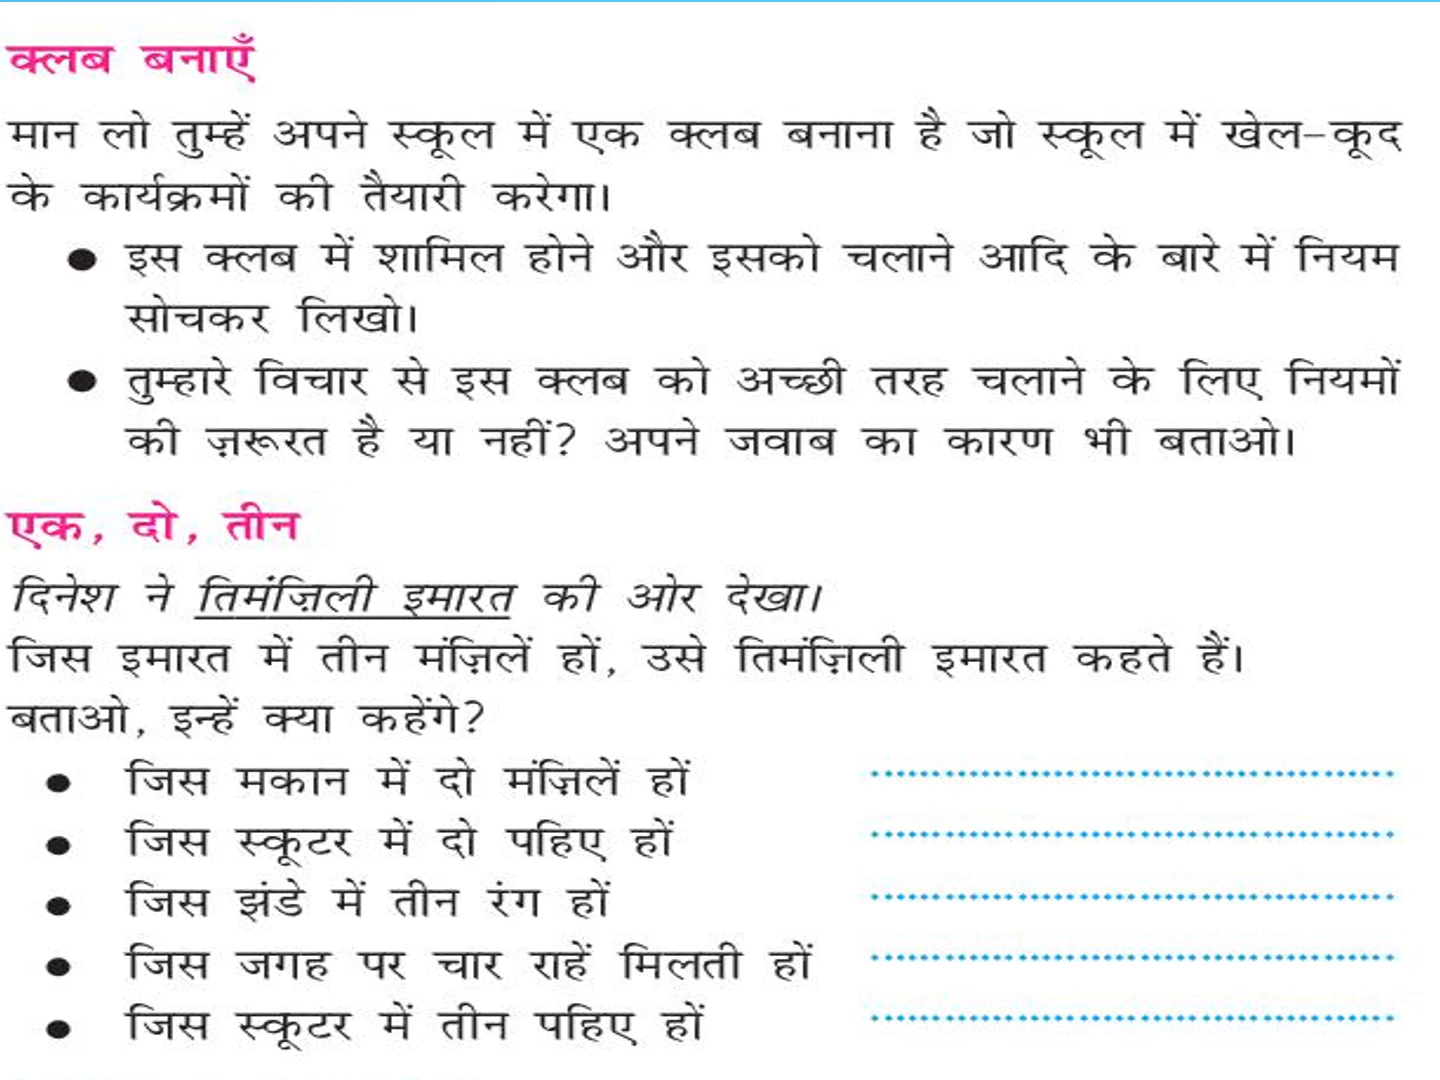 क्लब बनाएँ
मान लो तुम्हें अपने स्कूल में एक क्लब बनाना है जो स्कूल में खेल-कूद
के कार्यक्रमों की तैयारी करेगा।
● इस क्लब में शामिल होने और इसको चलाने आदि के बारे में नियम
सोचकर लिखो।
● तुम्हारे विचार से इस क्लब को अच्छी तरह चलाने के लिए नियमों
की ज़रूरत है या नहीं? अपने जवाब का कारण भी बताओ।
एक, दो, तीन
दिनेश ने तिमंज़िली इमारत की ओर देखा।
जिस इमारत में तीन मंज़िलें हों, उसे तिमंज़िली इमारत कहते हैं।
बताओ, इन्हें क्या कहेंगे?
● जिस मकान में दो मंज़िलें हों ..........................................
● जिस स्कूटर में दो पहिए हों ..........................................
● जिस झंडे में तीन रंग हों ..........................................
● जिस जगह पर चार राहें मिलती हों ..........................................
● जिस स्कूटर में तीन पहिए हों ..........................................